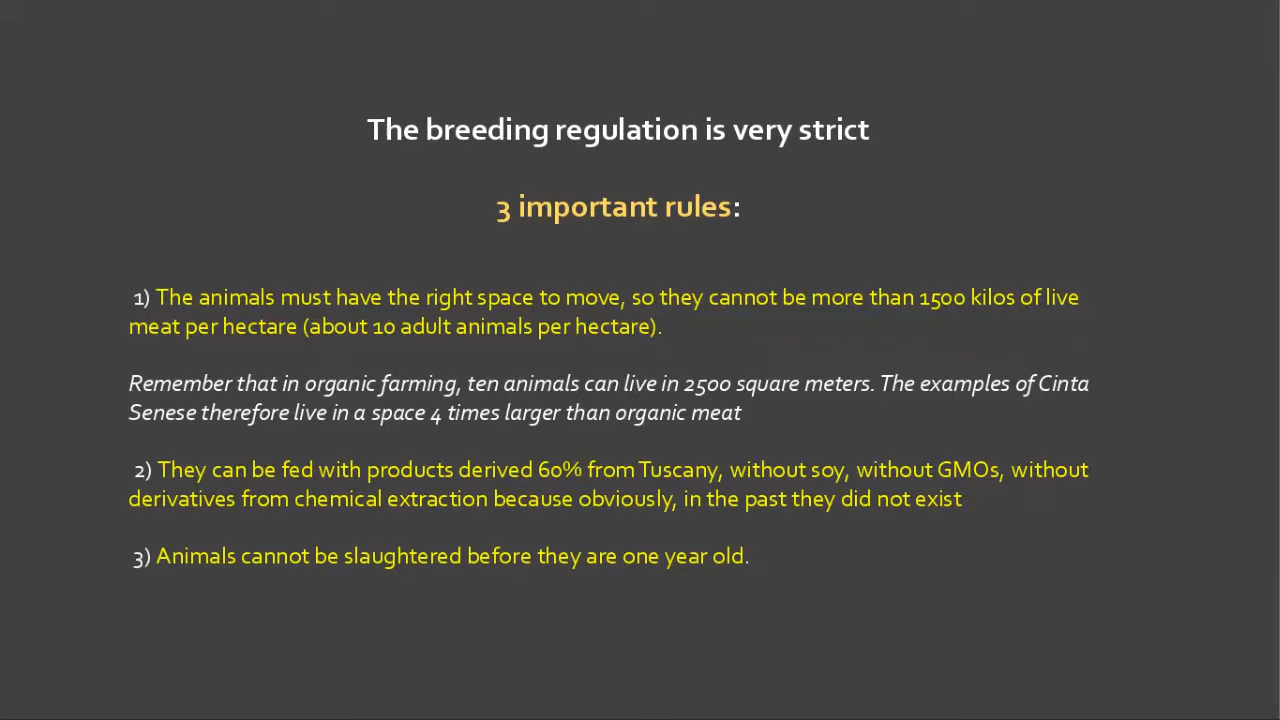 The breeding regulation is very strict
3 important rules:
1) The animals must have the right space to move, so they cannot be more than 1500 kilos of live
meat per hectare (about 10 adult animals per hectare).
Remember that in organic farming, ten animals can live in 2500 square meters. The examples of Cinta
Senese therefore live in a space 4 times larger than organic meat
2) They can be fed with products derived 60% from Tuscany, without soy, without GMOs, without
derivatives from chemical extraction because obviously, in the past they did not exist
3) Animals cannot be slaughtered before they are one year old.